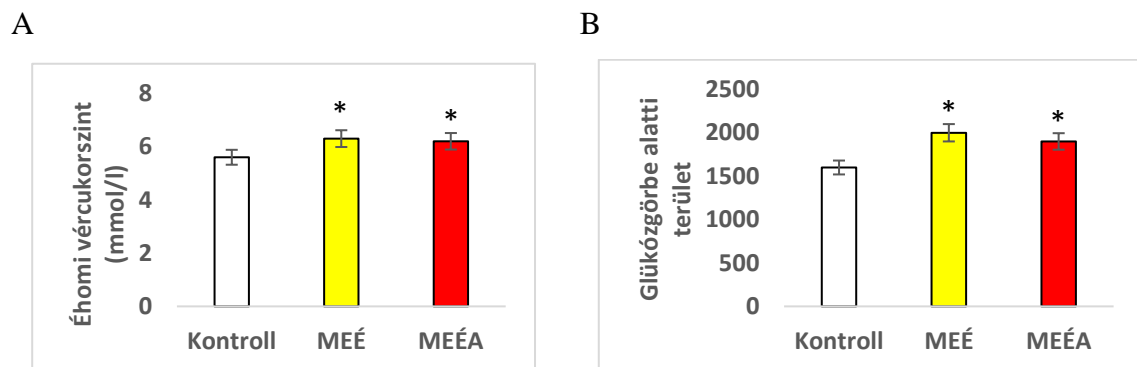 A
Éhomi vércukorszint
(mmol/l)
8
6
4
2
0
*
*
Kontroll MEÉ MEÉA
B
Glükózgörbe alatti
terület
2500
2000
1500
1000
500
0
*
*
Kontroll MEÉ MEÉA